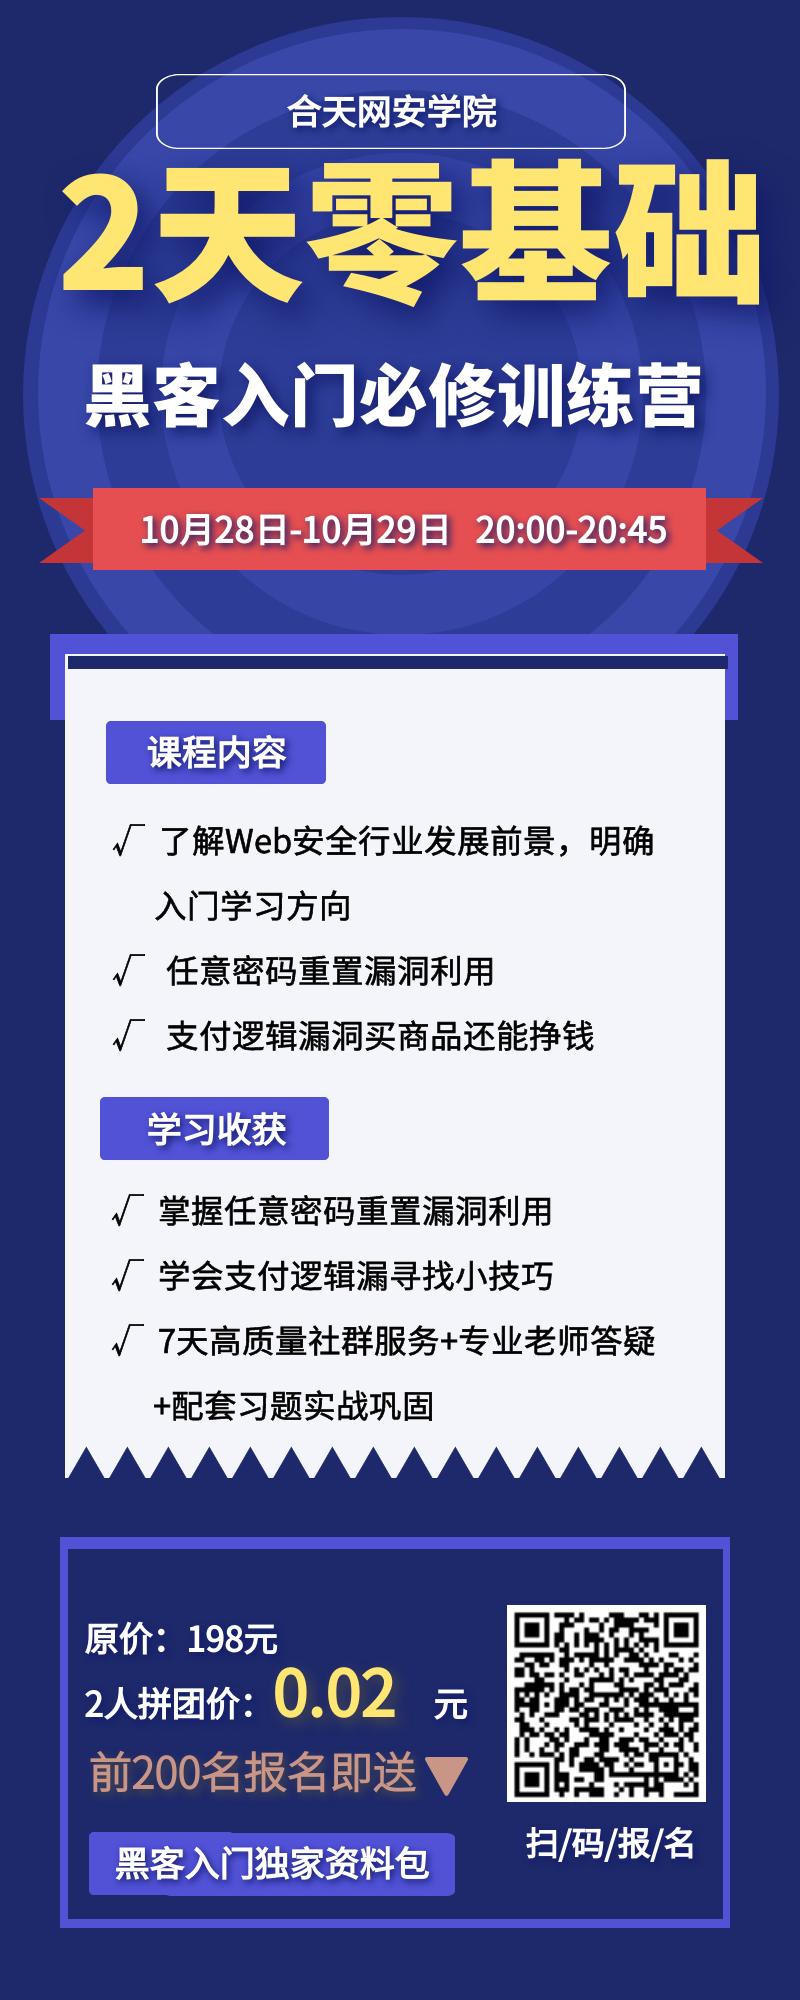 合天网安学院
2天零基础
黑客入门必修训练营
10月28日-10月29日 20:00-20:45
课程内容
√ 了解Web安全行业发展前景，明确
入门学习方向
√ 任意密码重置漏洞利用
√ 支付逻辑漏洞买商品还能挣钱
学习收获
√ 掌握任意密码重置漏洞利用
√ 学会支付逻辑漏寻找小技巧
√ 7天高质量社群服务+专业老师答疑
+配套习题实战巩固
原价：198元
2人拼团价：0.02 元
前200名报名即送
黑客入门独家资料包
扫/码/报/名